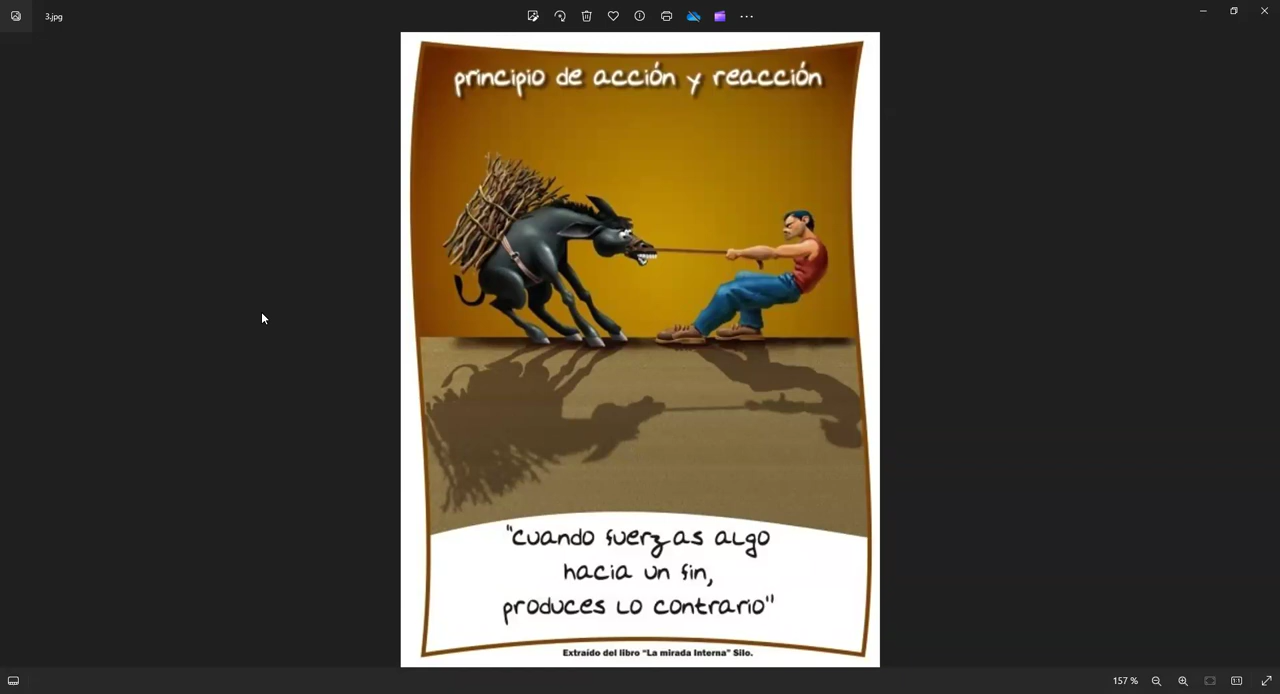 3.jpg
principio de acción y reacción
"cuando fuerzas algo
hacia un fin,
produces lo contrario"
Extraído del libro "La mirada Interna" Silo.
157 %